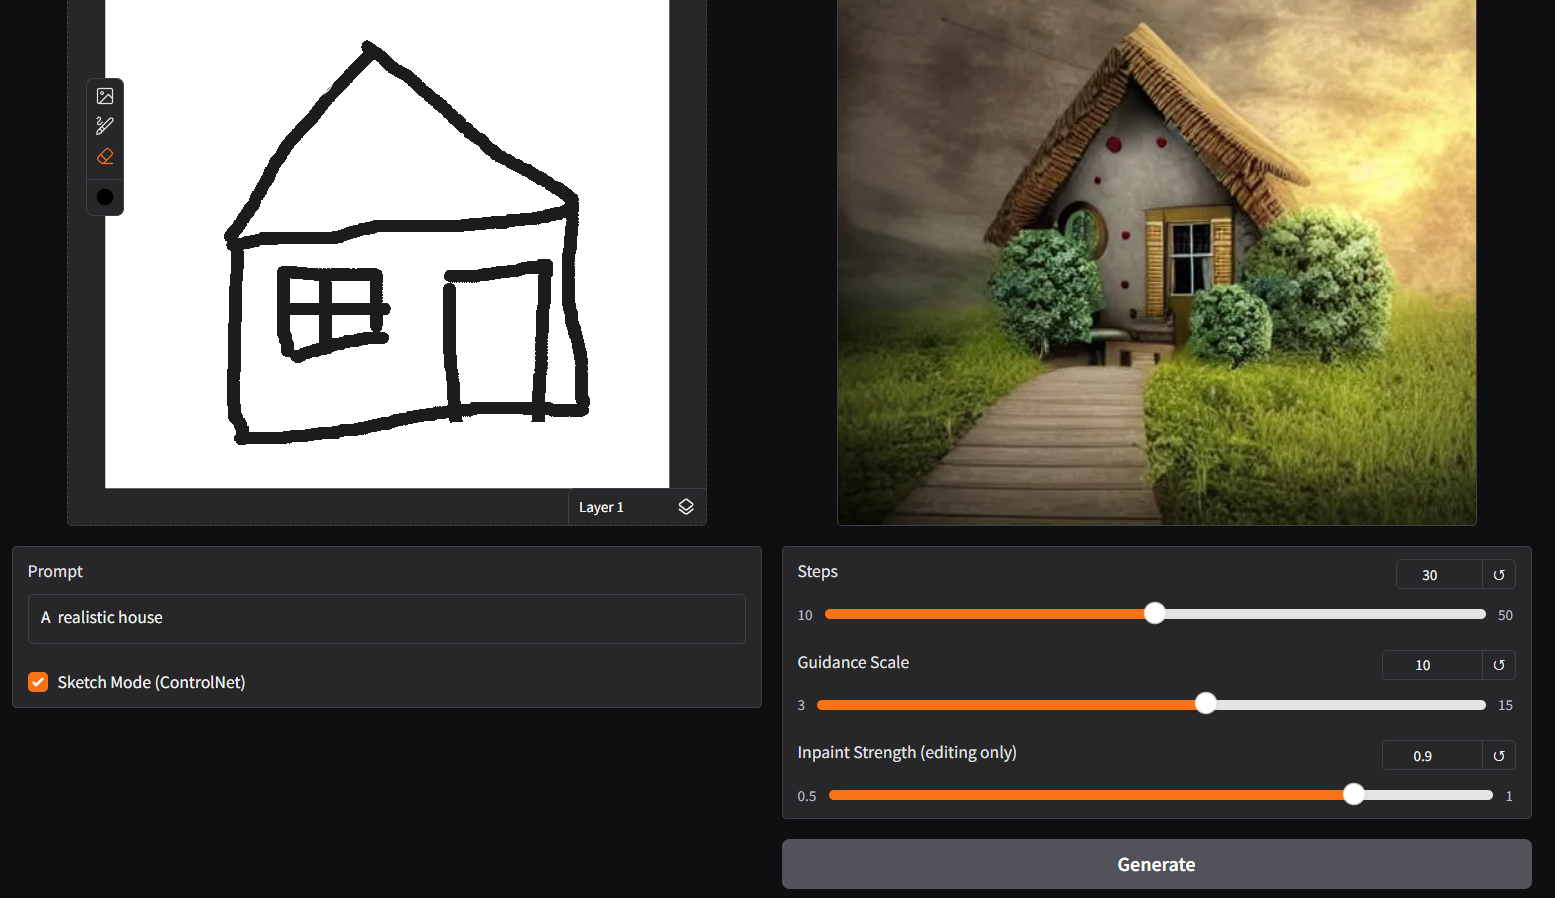 Layer 1
Prompt
A realistic house
Sketch Mode (ControlNet)
Steps
30
10
50
Guidance Scale
10
3
15
Inpaint Strength (editing only)
0.9
0.5
1
Generate